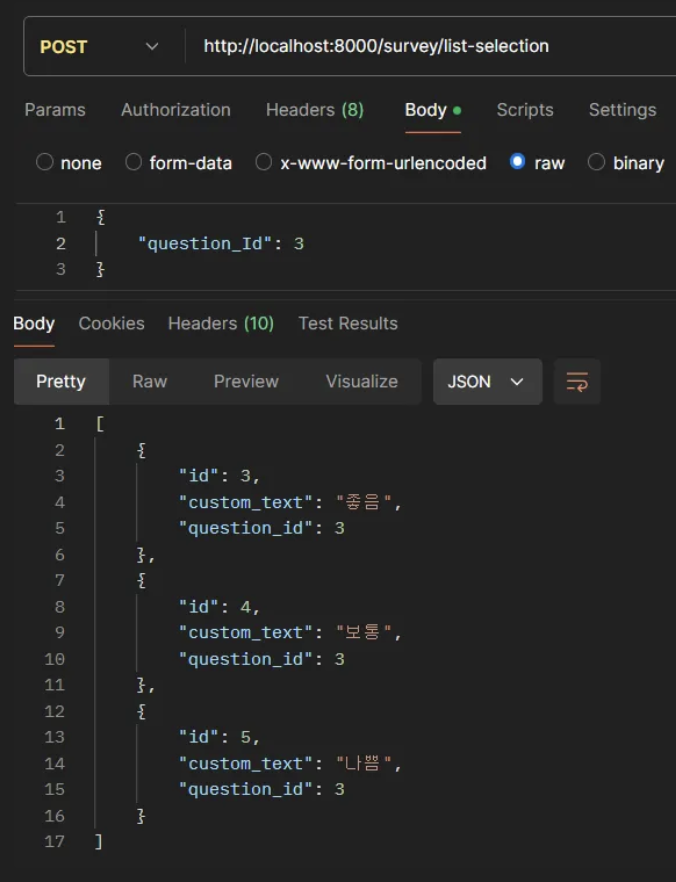 POST http://localhost:8000/survey/list-selection
Params Authorization Headers (8) Body Scripts Settings
none form-data x-www-form-urlencoded raw binary
1 {
2 "question_Id": 3
3 }
Body Cookies Headers (10) Test Results
Pretty Raw Preview Visualize JSON
1 [
2 {
3 "id": 3,
4 "custom_text": "좋음",
5 "question_id": 3
6 },
7 {
8 "id": 4,
9 "custom_text": "보통",
10 "question_id": 3
11 },
12 {
13 "id": 5,
14 "custom_text": "나쁨",
15 "question_id": 3
16 }
17 ]